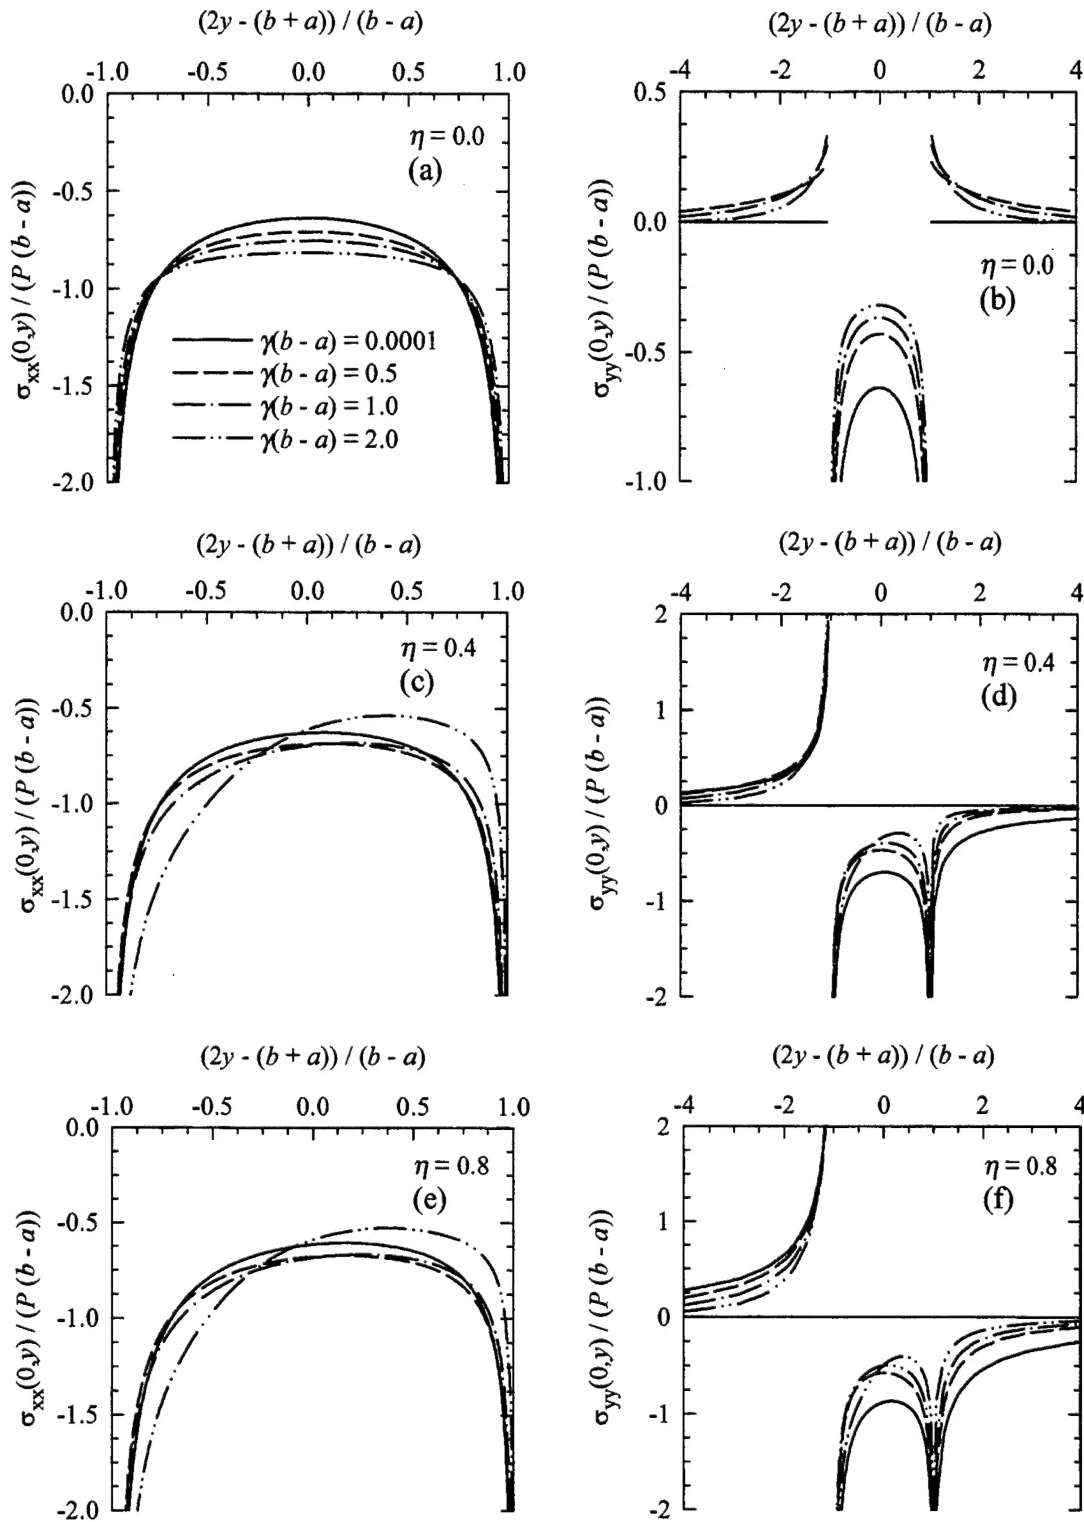 (2y - (b + a)) / (b - a)
-1.0 -0.5 0.0 0.5 1.0
0.0
-0.5
-1.0
-1.5
-2.0
σxx(0,y) / (P (b - a))
η = 0.0
(a)
γ(b - a) = 0.0001
γ(b - a) = 0.5
γ(b - a) = 1.0
γ(b - a) = 2.0
(2y - (b + a)) / (b - a)
-4 -2 0 2 4
0.5
0.0
-0.5
-1.0
σyy(0,y) / (P (b - a))
η = 0.0
(b)
(2y - (b + a)) / (b - a)
-1.0 -0.5 0.0 0.5 1.0
0.0
-0.5
-1.0
-1.5
-2.0
σxx(0,y) / (P (b - a))
η = 0.4
(c)
(2y - (b + a)) / (b - a)
-4 -2 0 2 4
2
1
0
-1
-2
σyy(0,y) / (P (b - a))
η = 0.4
(d)
(2y - (b + a)) / (b - a)
-1.0 -0.5 0.0 0.5 1.0
0.0
-0.5
-1.0
-1.5
-2.0
σxx(0,y) / (P (b - a))
η = 0.8
(e)
(2y - (b + a)) / (b - a)
-4 -2 0 2 4
2
1
0
-1
-2
σyy(0,y) / (P (b - a))
η = 0.8
(f)